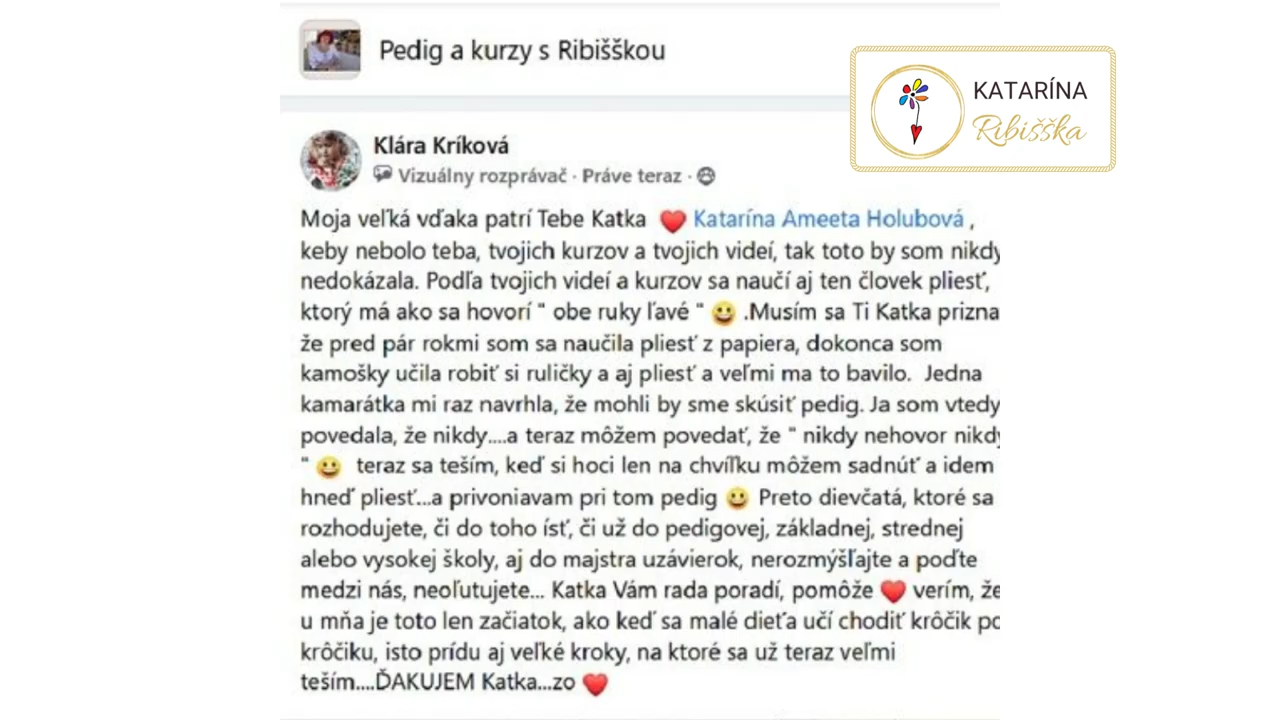 Pedig a kurzy s Ribišškou
KATARÍNA
Ribišška
Klára Kríková
Vizuálny rozprávač · Práve teraz ·
Moja veľká vďaka patrí Tebe Katka ❤️ Katarína Ameeta Holubová ,
keby nebolo teba, tvojich kurzov a tvojich videí, tak toto by som nikdy
nedokázala. Podľa tvojich videí a kurzov sa naučí aj ten človek pliesť,
ktorý má ako sa hovorí " obe ruky ľavé " 😀 .Musím sa Ti Katka prizna
že pred pár rokmi som sa naučila pliesť z papiera, dokonca som
kamošky učila robiť si ruličky a aj pliesť a veľmi ma to bavilo. Jedna
kamarátka mi raz navrhla, že mohli by sme skúsiť pedig. Ja som vtedy
povedala, že nikdy....a teraz môžem povedať, že " nikdy nehovor nikdy
" 😀 teraz sa teším, keď si hoci len na chvíľku môžem sadnúť a idem
hneď pliesť...a privoniavam pri tom pedig 😀 Preto dievčatá, ktoré sa
rozhodujete, či do toho ísť, či už do pedigovej, základnej, strednej
alebo vysokej školy, aj do majstra uzávierok, nerozmýšľajte a poďte
medzi nás, neoľutujete... Katka Vám rada poradí, pomôže ❤️ verím, že
u mňa je toto len začiatok, ako keď sa malé dieťa učí chodiť krôčik po
krôčiku, isto prídu aj veľké kroky, na ktoré sa už teraz veľmi
teším....ĎAKUJEM Katka...zo ❤️